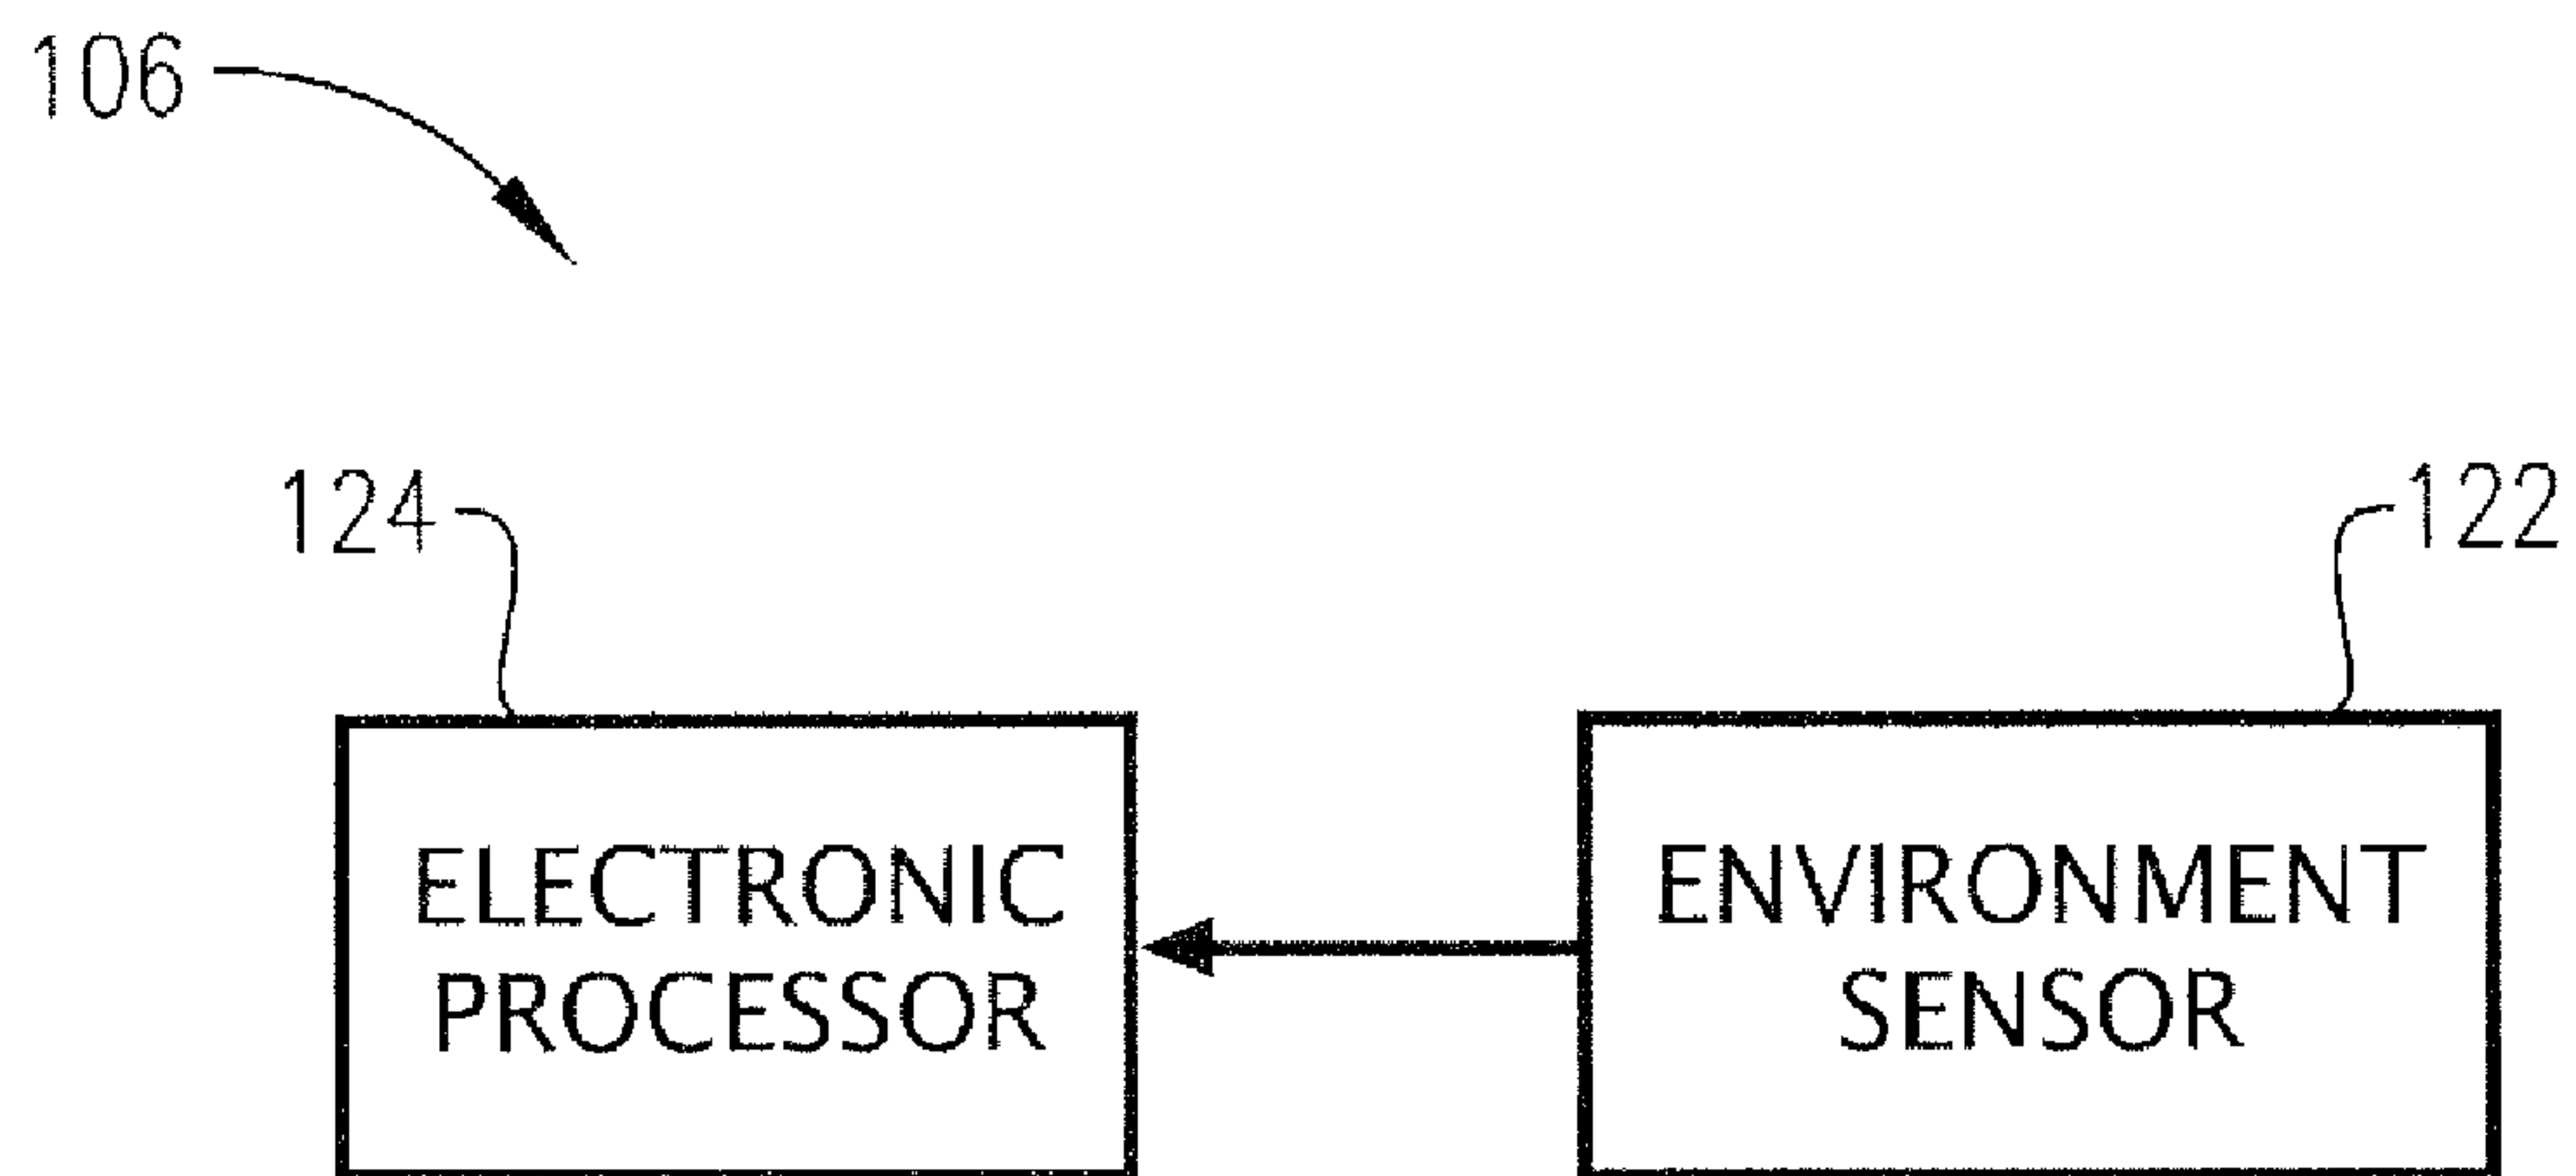 106
124
122
ELECTRONIC
PROCESSOR
ENVIRONMENT
SENSOR